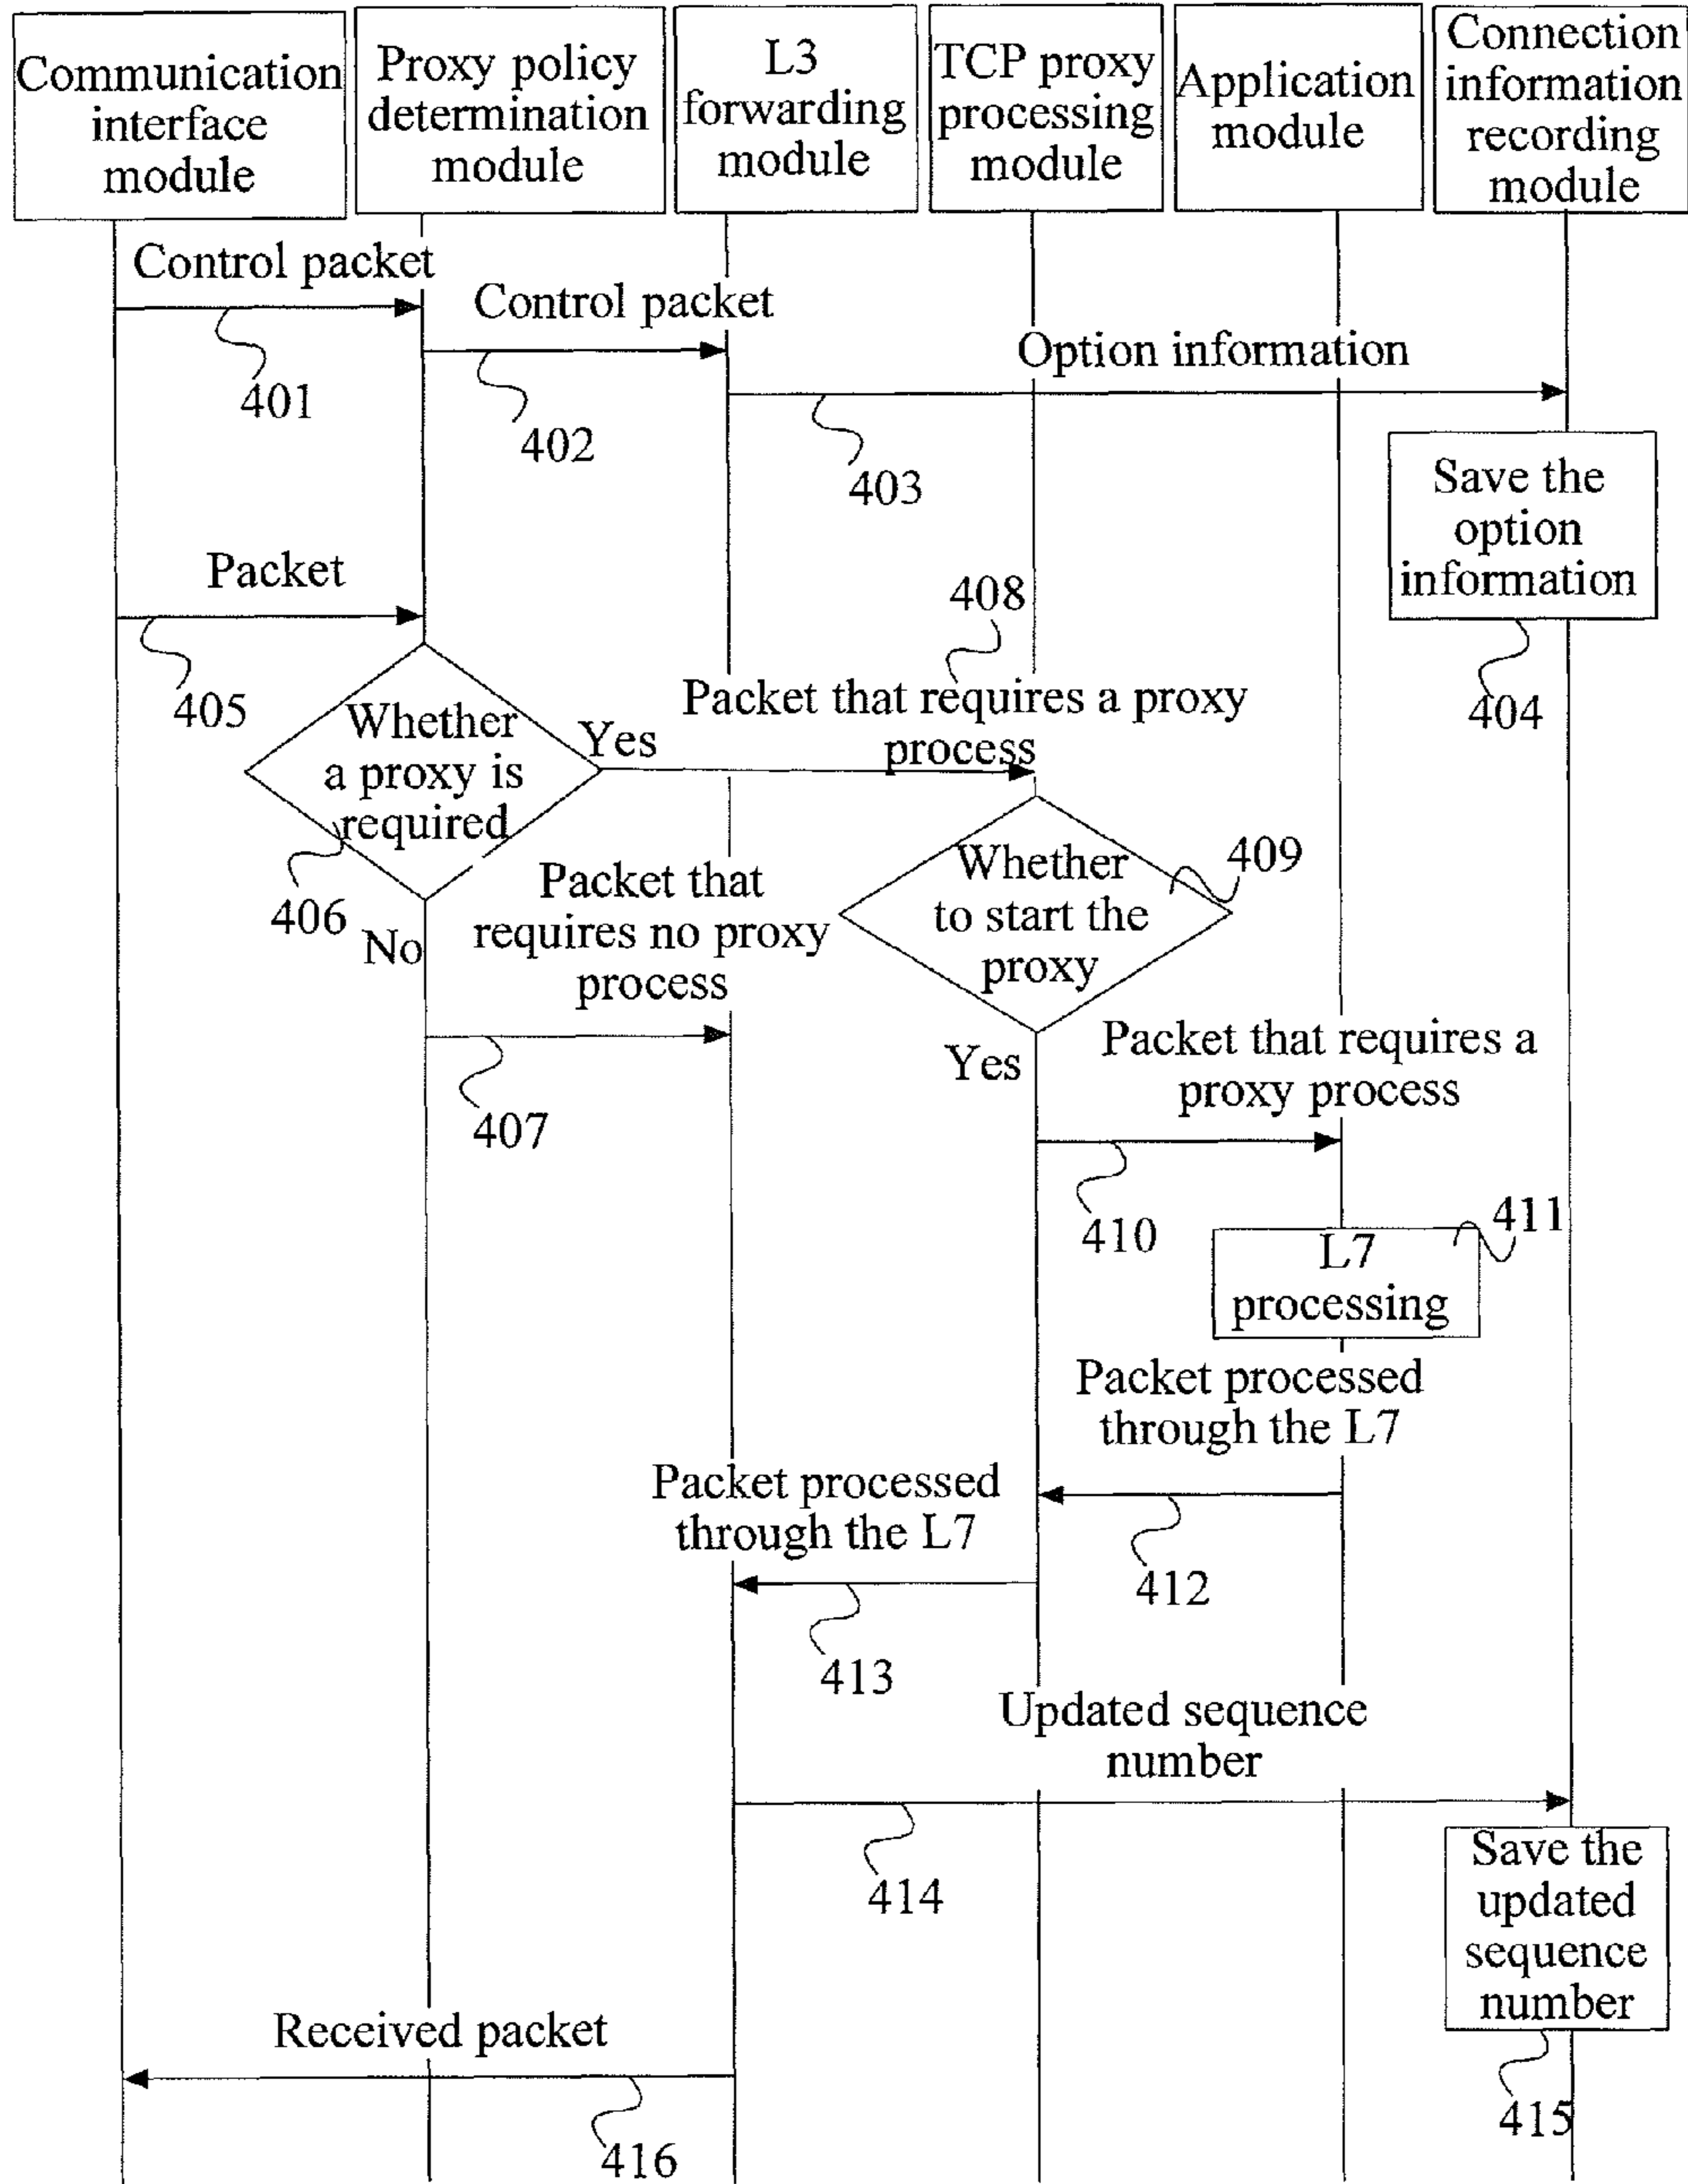 Communication
interface
module
Proxy policy
determination
module
L3
forwarding
module
TCP proxy
processing
module
Application
module
Connection
information
recording
module
Control packet
401
Control packet
402
Option information
403
Save the
option
information
404
Packet
405
Whether
a proxy is
required
406
Yes
No
408
Packet that requires a proxy
process
Packet that
requires no proxy
process
407
Whether
to start the
proxy
409
Yes
Packet that requires a
proxy process
410
L7
processing
411
Packet processed
through the L7
412
Packet processed
through the L7
413
Updated sequence
number
414
Save the
updated
sequence
number
415
Received packet
416